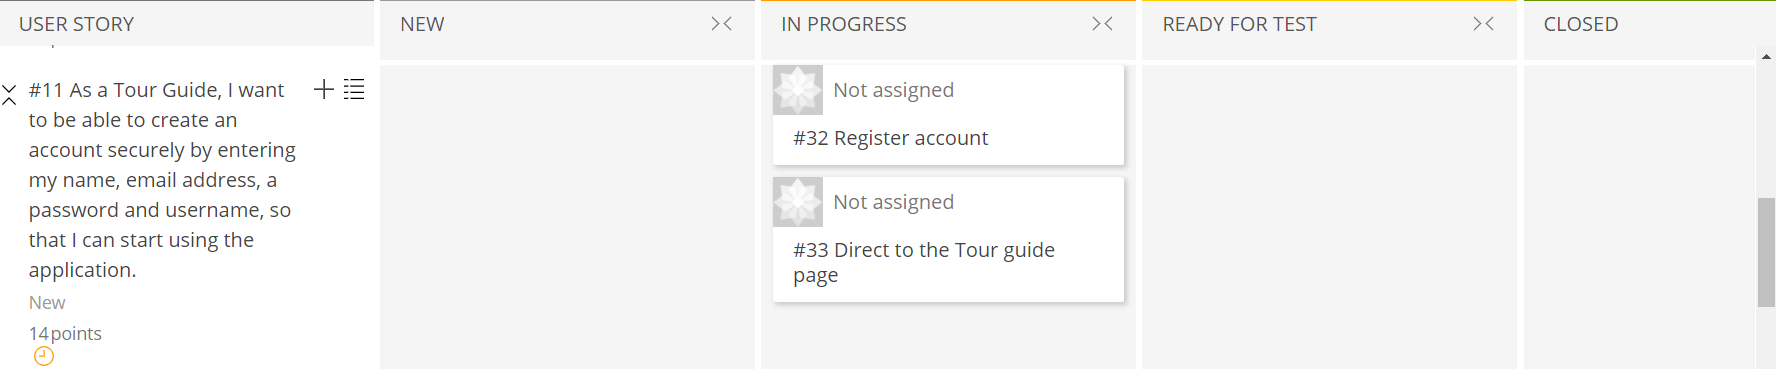 USER STORY
NEW
IN PROGRESS
READY FOR TEST
CLOSED
#11 As a Tour Guide, I want
to be able to create an
account securely by entering
my name, email address, a
password and username, so
that I can start using the
application.
New
14 points
Not assigned
#32 Register account
Not assigned
#33 Direct to the Tour guide
page